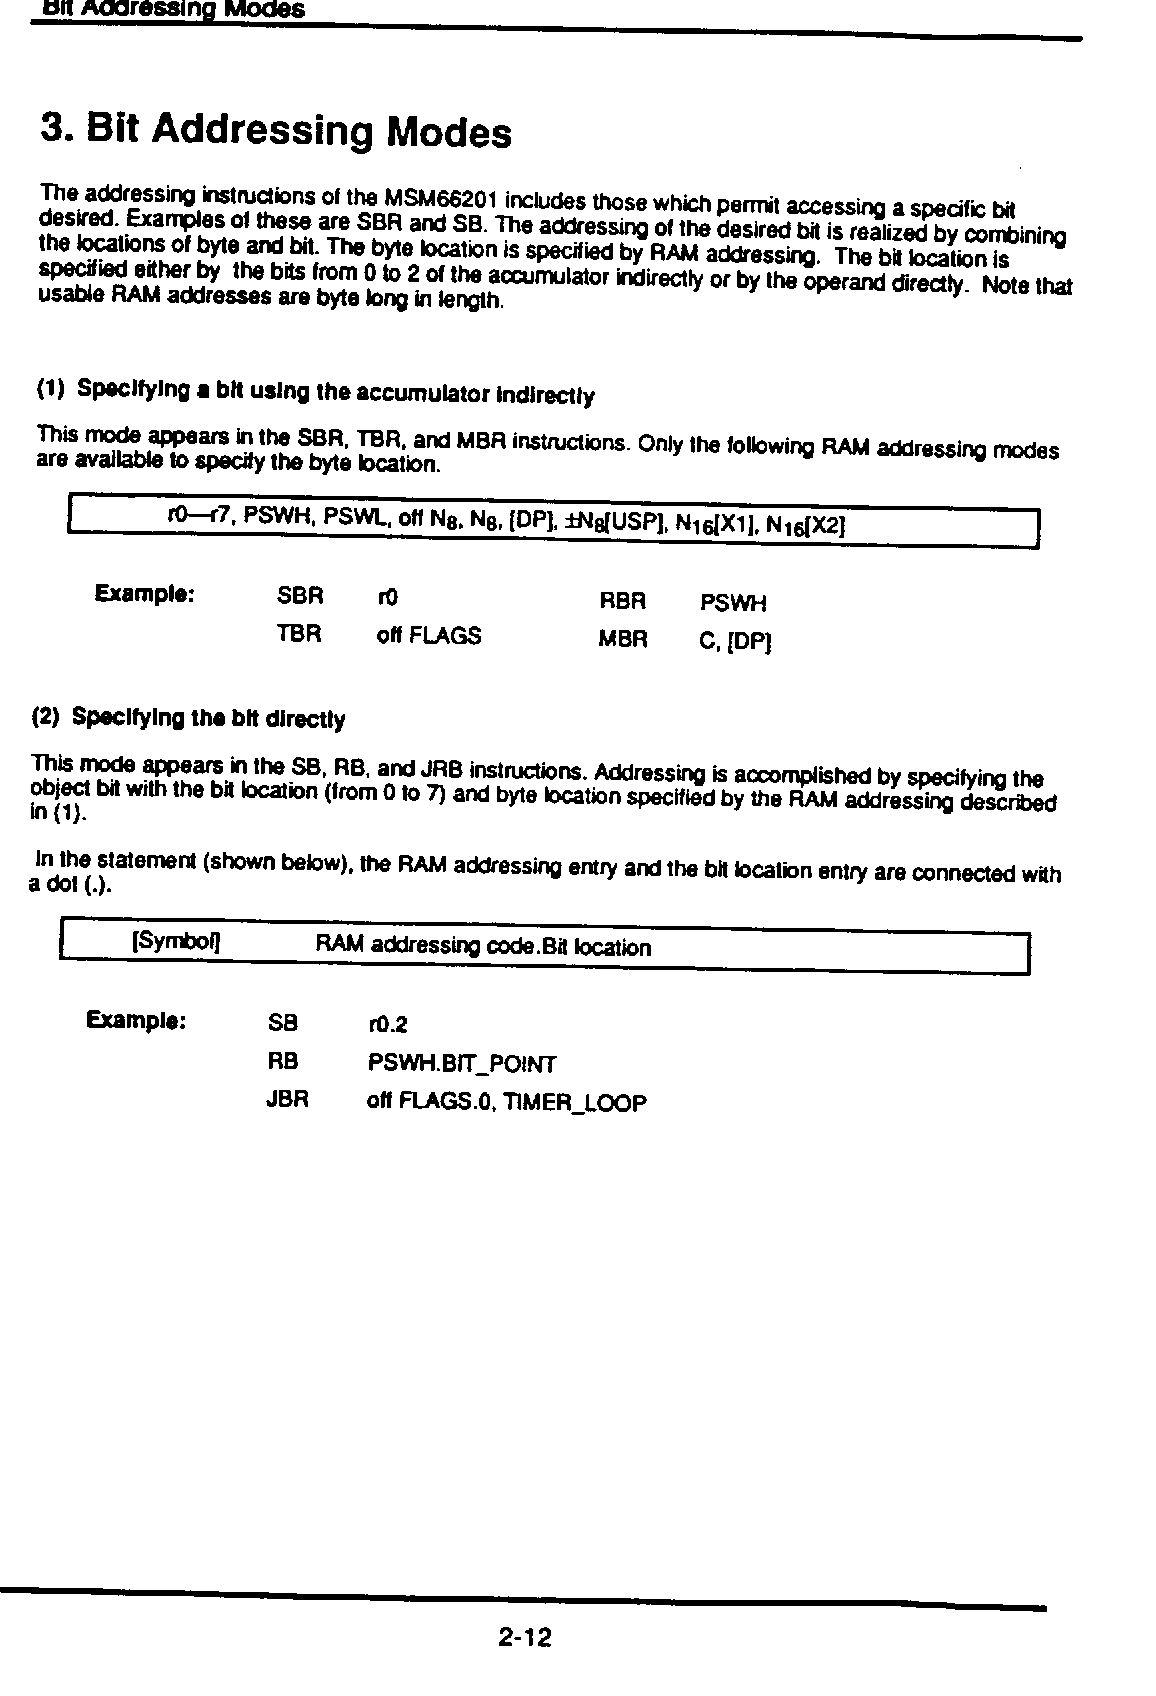 Bit Addressing Modes
3. Bit Addressing Modes
The addressing instructions of the MSM66201 includes those which permit accessing a specific bit
desired. Examples of these are SBR and SB. The addressing of the desired bit is realized by combining
the locations of byte and bit. The byte location is specified by RAM addressing. The bit location is
specified either by the bits from 0 to 2 of the accumulator indirectly or by the operand directly. Note that
usable RAM addresses are byte long in length.
(1) Specifying a bit using the accumulator indirectly
This mode appears in the SBR, TBR, and MBR instructions. Only the following RAM addressing modes
are available to specify the byte location.
r0—r7, PSWH, PSWL, off N8, N8, [DP], ±N8[USP], N16[X1], N16[X2]
Example: SBR r0 RBR PSWH
TBR off FLAGS MBR C, [DP]
(2) Specifying the bit directly
This mode appears in the SB, RB, and JRB instructions. Addressing is accomplished by specifying the
object bit with the bit location (from 0 to 7) and byte location specified by the RAM addressing described
in (1).
In the statement (shown below), the RAM addressing entry and the bit location entry are connected with
a dot (.).
[Symbol] RAM addressing code.Bit location
Example: SB r0.2
RB PSWH.BIT_POINT
JBR off FLAGS.0, TIMER_LOOP
2-12